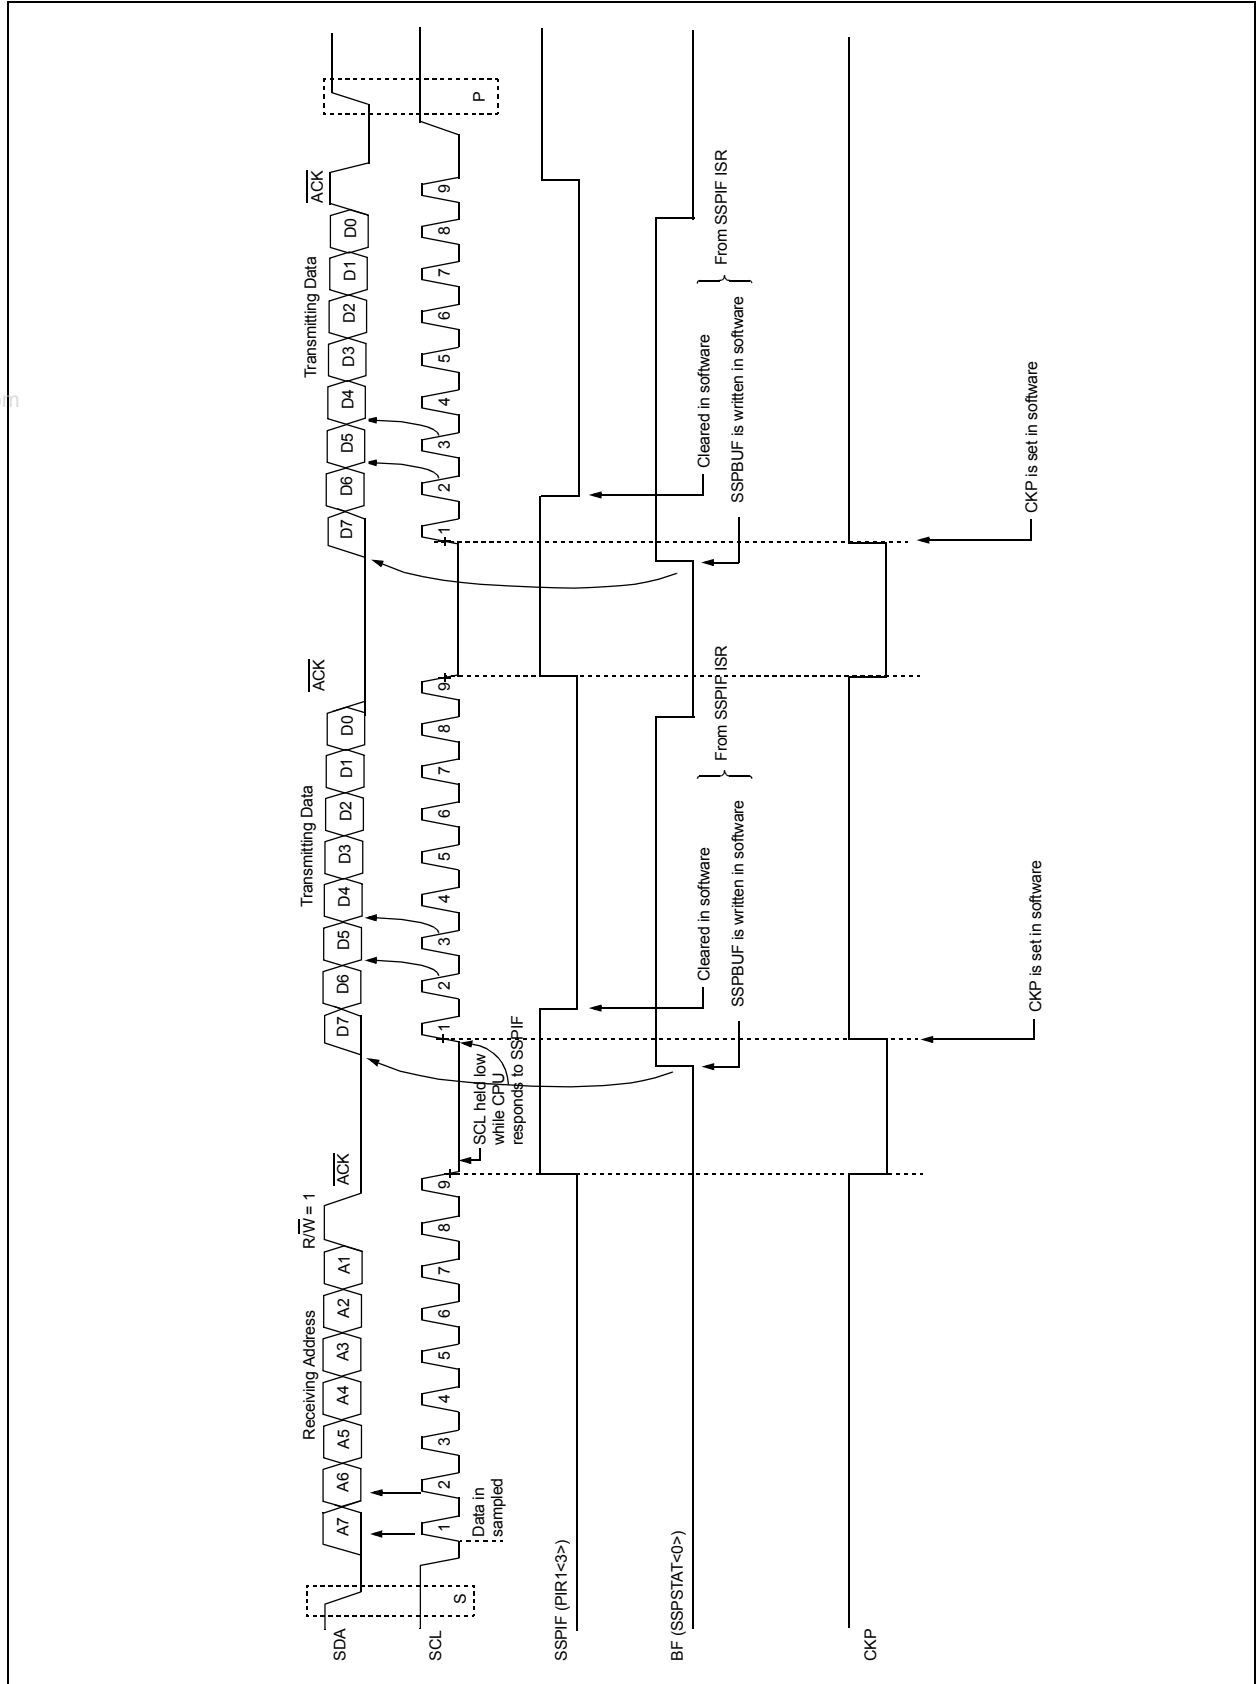 Receiving Address
R/W = 1
ACK
Transmitting Data
ACK
Transmitting Data
ACK
SDA
A7 A6 A5 A4 A3 A2 A1
D7 D6 D5 D4 D3 D2 D1 D0
D7 D6 D5 D4 D3 D2 D1 D0
SCL
S
1 2 3 4 5 6 7 8 9
1 2 3 4 5 6 7 8 9
1 2 3 4 5 6 7 8 9
P
Data in
sampled
SCL held low
while CPU
responds to SSPIF
SSPIF (PIR1<3>)
BF (SSPSTAT<0>)
Cleared in software
SSPBUF is written in software
From SSPIF ISR
Cleared in software
SSPBUF is written in software
From SSPIF ISR
CKP
CKP is set in software
CKP is set in software
om